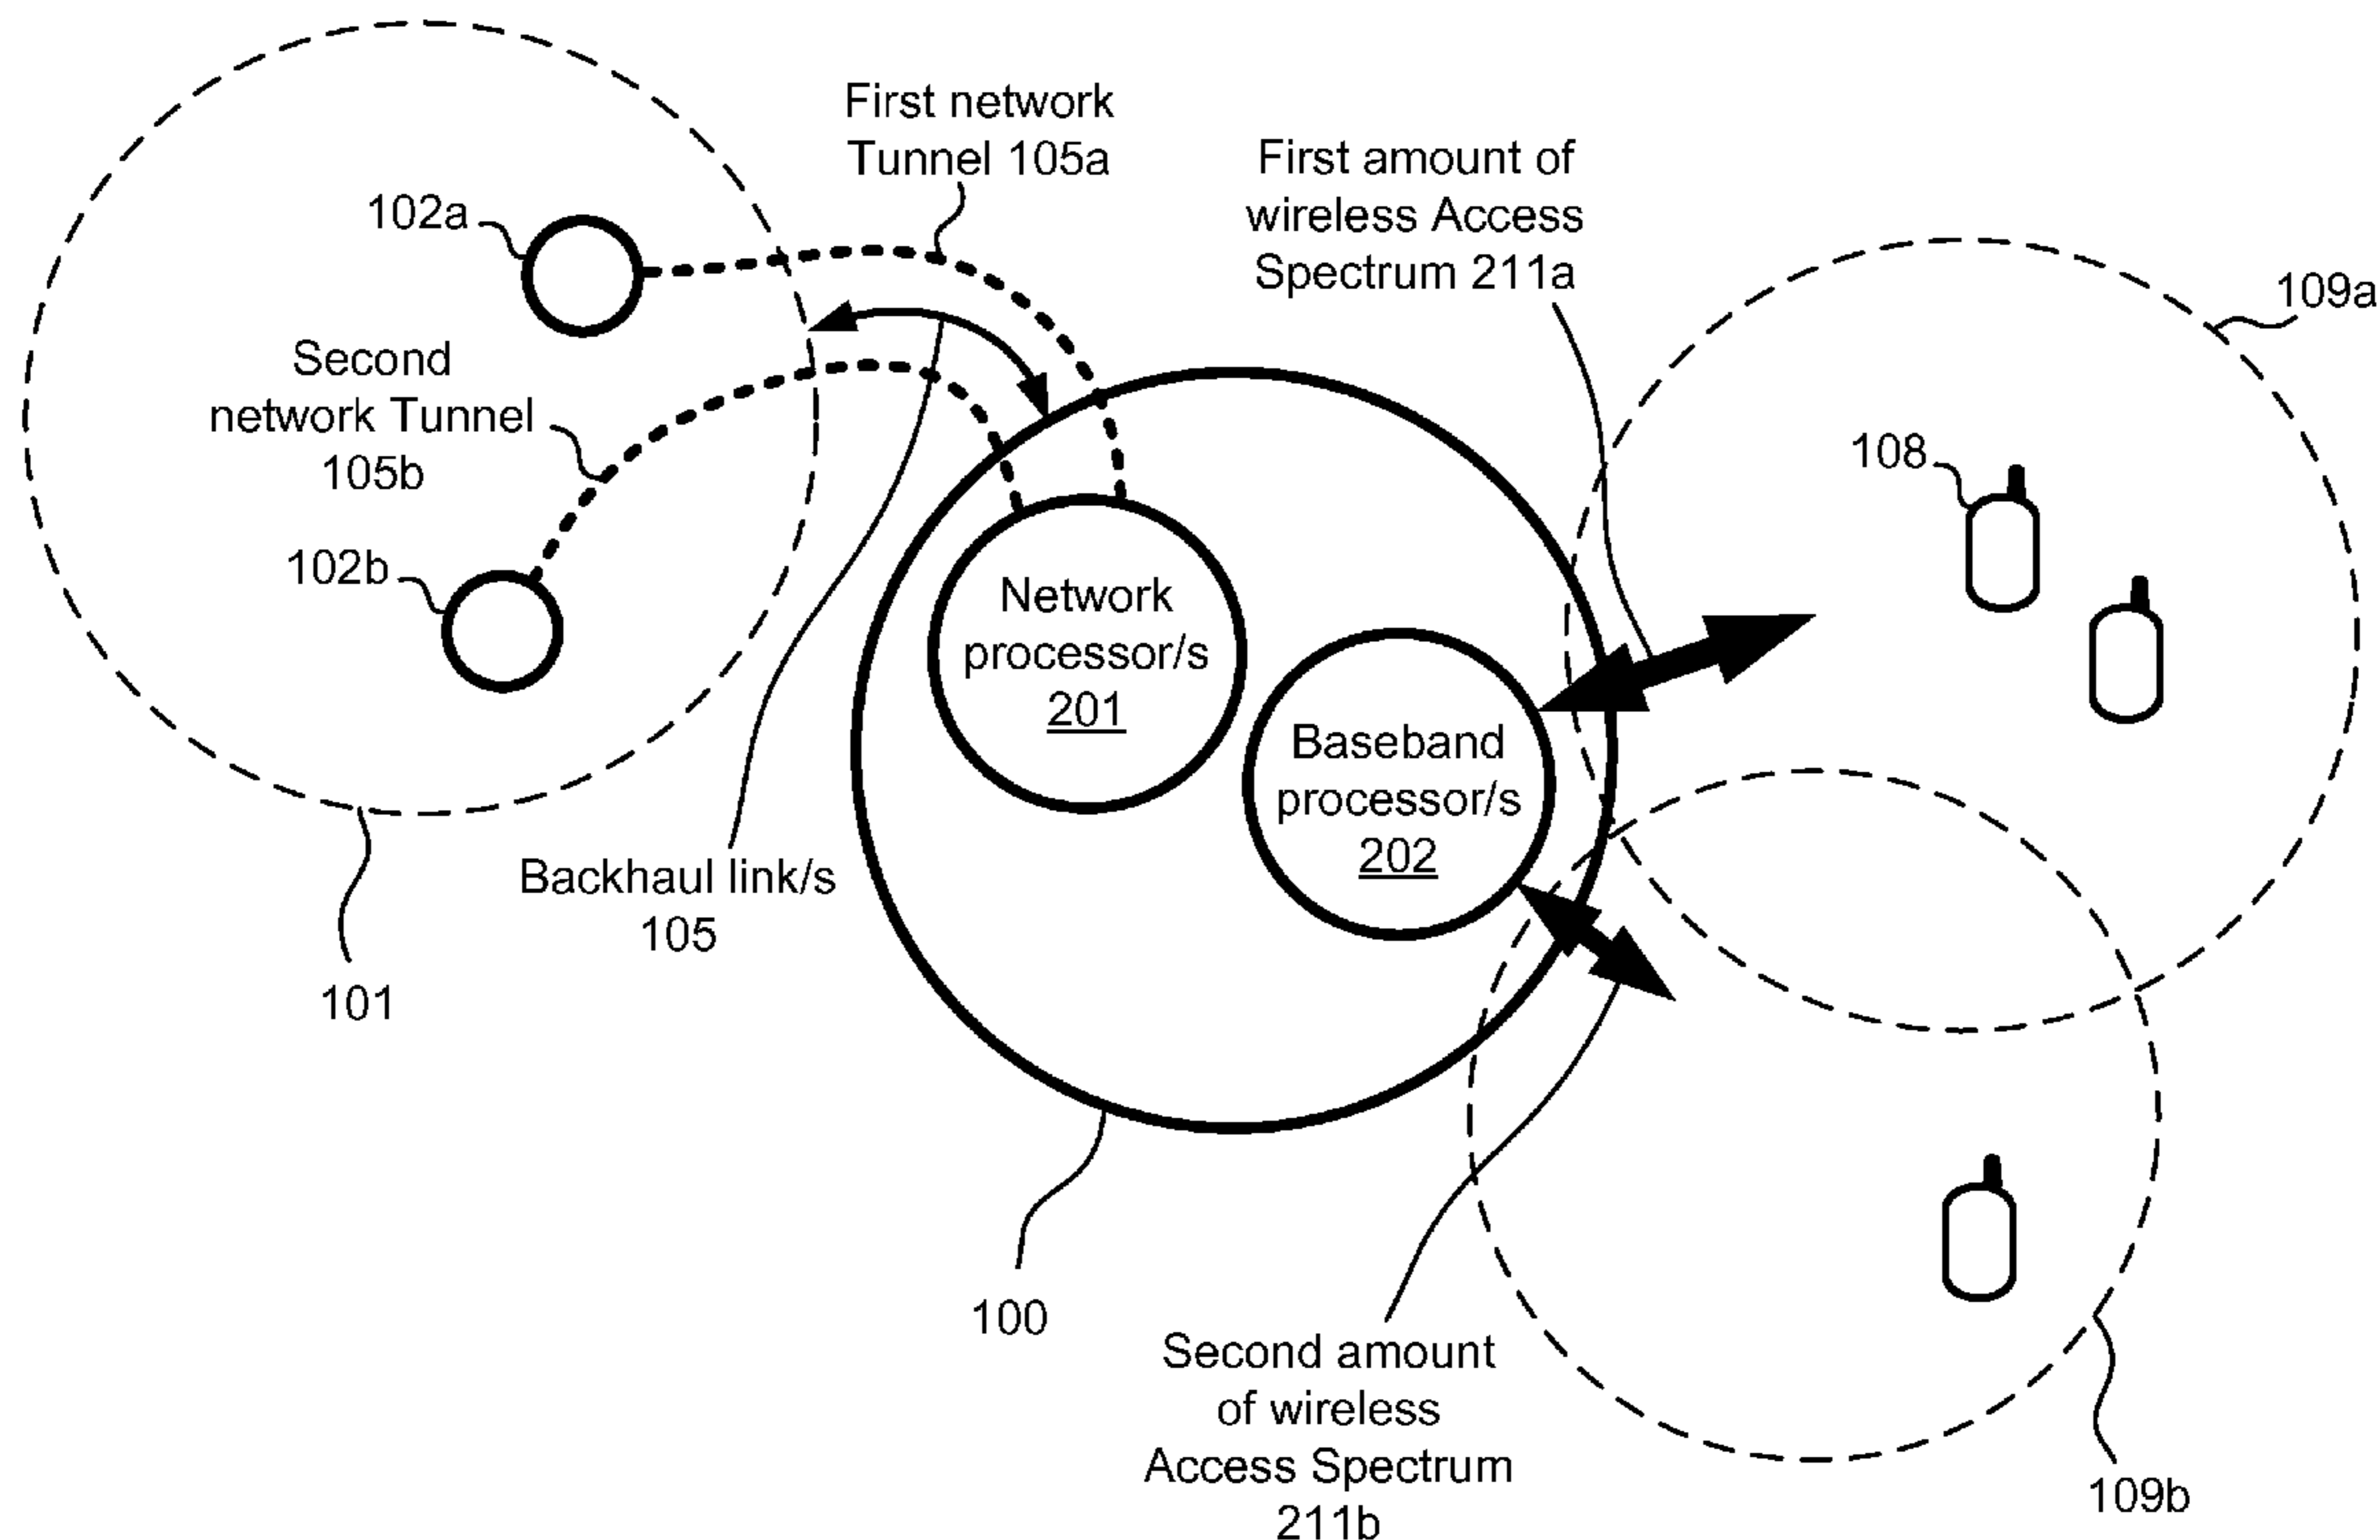 First network
Tunnel 105a
First amount of
wireless Access
Spectrum 211a
102a
109a
Second
network Tunnel
105b
108
102b
Network
processor/s
201
Baseband
processor/s
202
Backhaul link/s
105
101
100
Second amount
of wireless
Access Spectrum
211b
109b